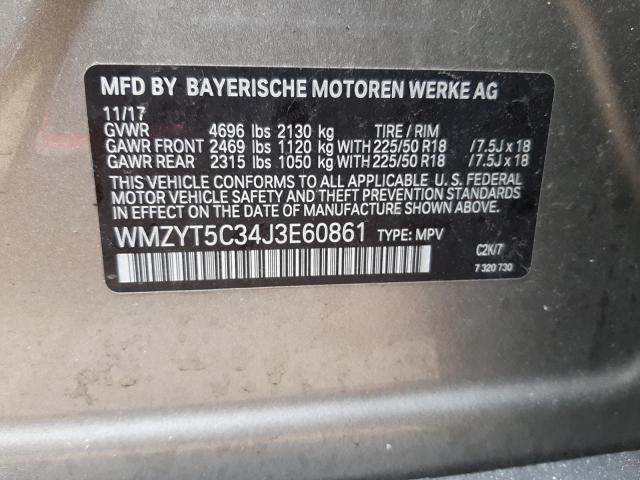 MFD BY BAYERISCHE MOTOREN WERKE AG
11/17
GVWR 4696 lbs 2130 kg TIRE / RIM
GAWR FRONT 2469 lbs 1120 kg WITH 225/50 R18 /7.5J x 18
GAWR REAR 2315 lbs 1050 kg WITH 225/50 R18 /7.5J x 18
THIS VEHICLE CONFORMS TO ALL APPLICABLE U. S. FEDERAL
MOTOR VEHICLE SAFETY AND THEFT PREVENTION STANDARDS
IN EFFECT ON THE DATE OF MANUFACTURE SHOWN ABOVE.
WMZYT5C34J3E60861 TYPE: MPV
C2K/7
7 320 730